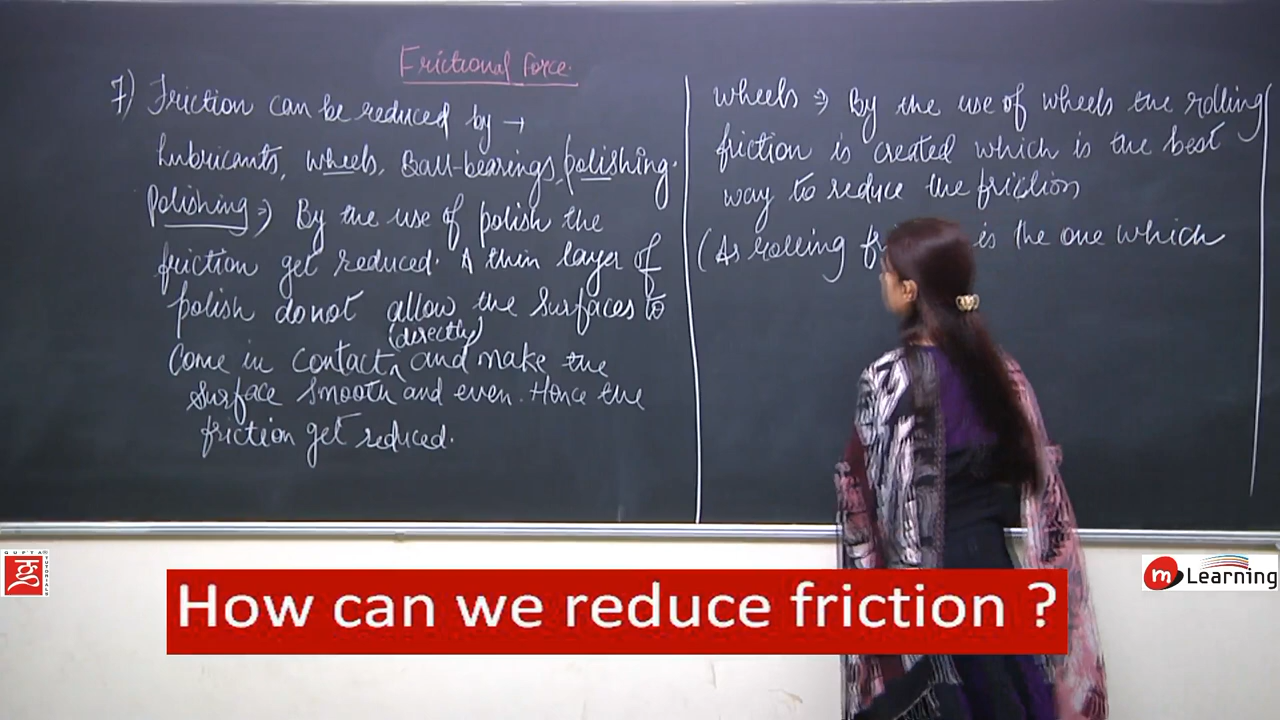 Frictional force.
7) Friction can be reduced by →
Lubricants, wheels, Ball-bearings, polishing.
Polishing ⇒ By the use of polish the
friction get reduced. A thin layer of
polish do not allow the surfaces to
(directly)
come in contact^ and make the
surface smooth and even. Hence the
friction get reduced.
wheels ⇒ By the use of wheels the rolling
friction is created which is the best
way to reduce the friction
(As rolling is the one which
GUPTA TUTORIALS
m Learning
How can we reduce friction ?